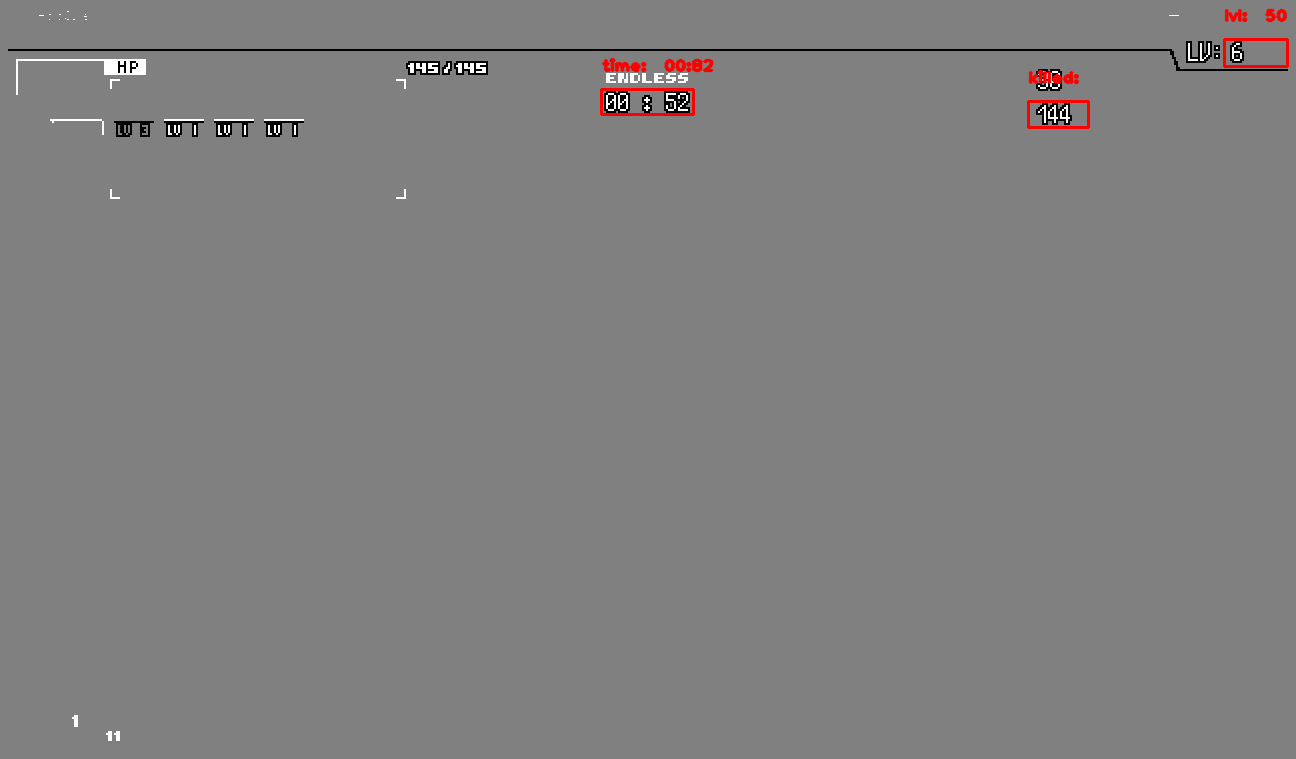 lvl: 50
LV: 6
HP 145/145
time: 00:82
ENDLESS
killed:
00 : 52
144
LV 3 LV 1 LV 1 LV 1
1
11